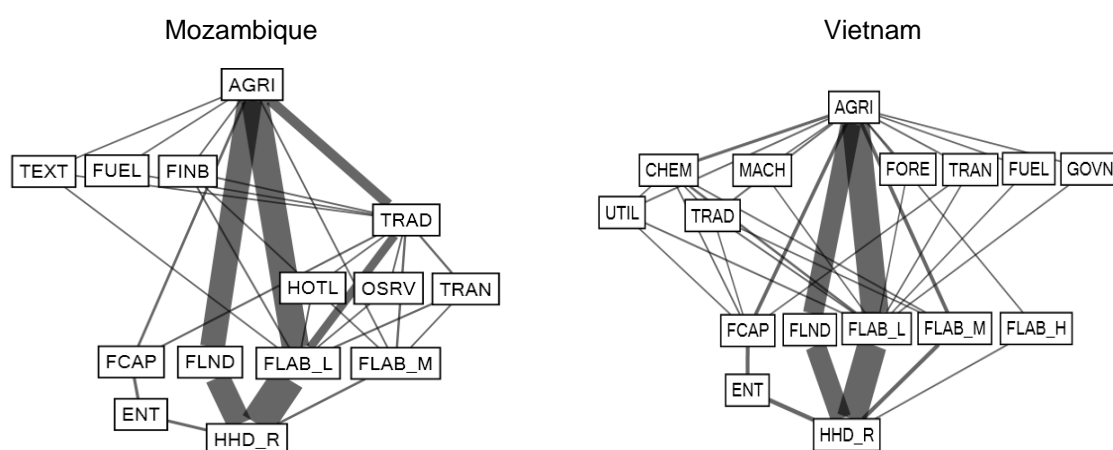 Mozambique
AGRI
TEXT FUEL FINB
TRAD
HOTL OSRV TRAN
FCAP FLND FLAB_L FLAB_M
ENT
HHD_R
Vietnam
AGRI
CHEM MACH FORE TRAN FUEL GOVN
UTIL TRAD
FCAP FLND FLAB_L FLAB_M FLAB_H
ENT
HHD_R